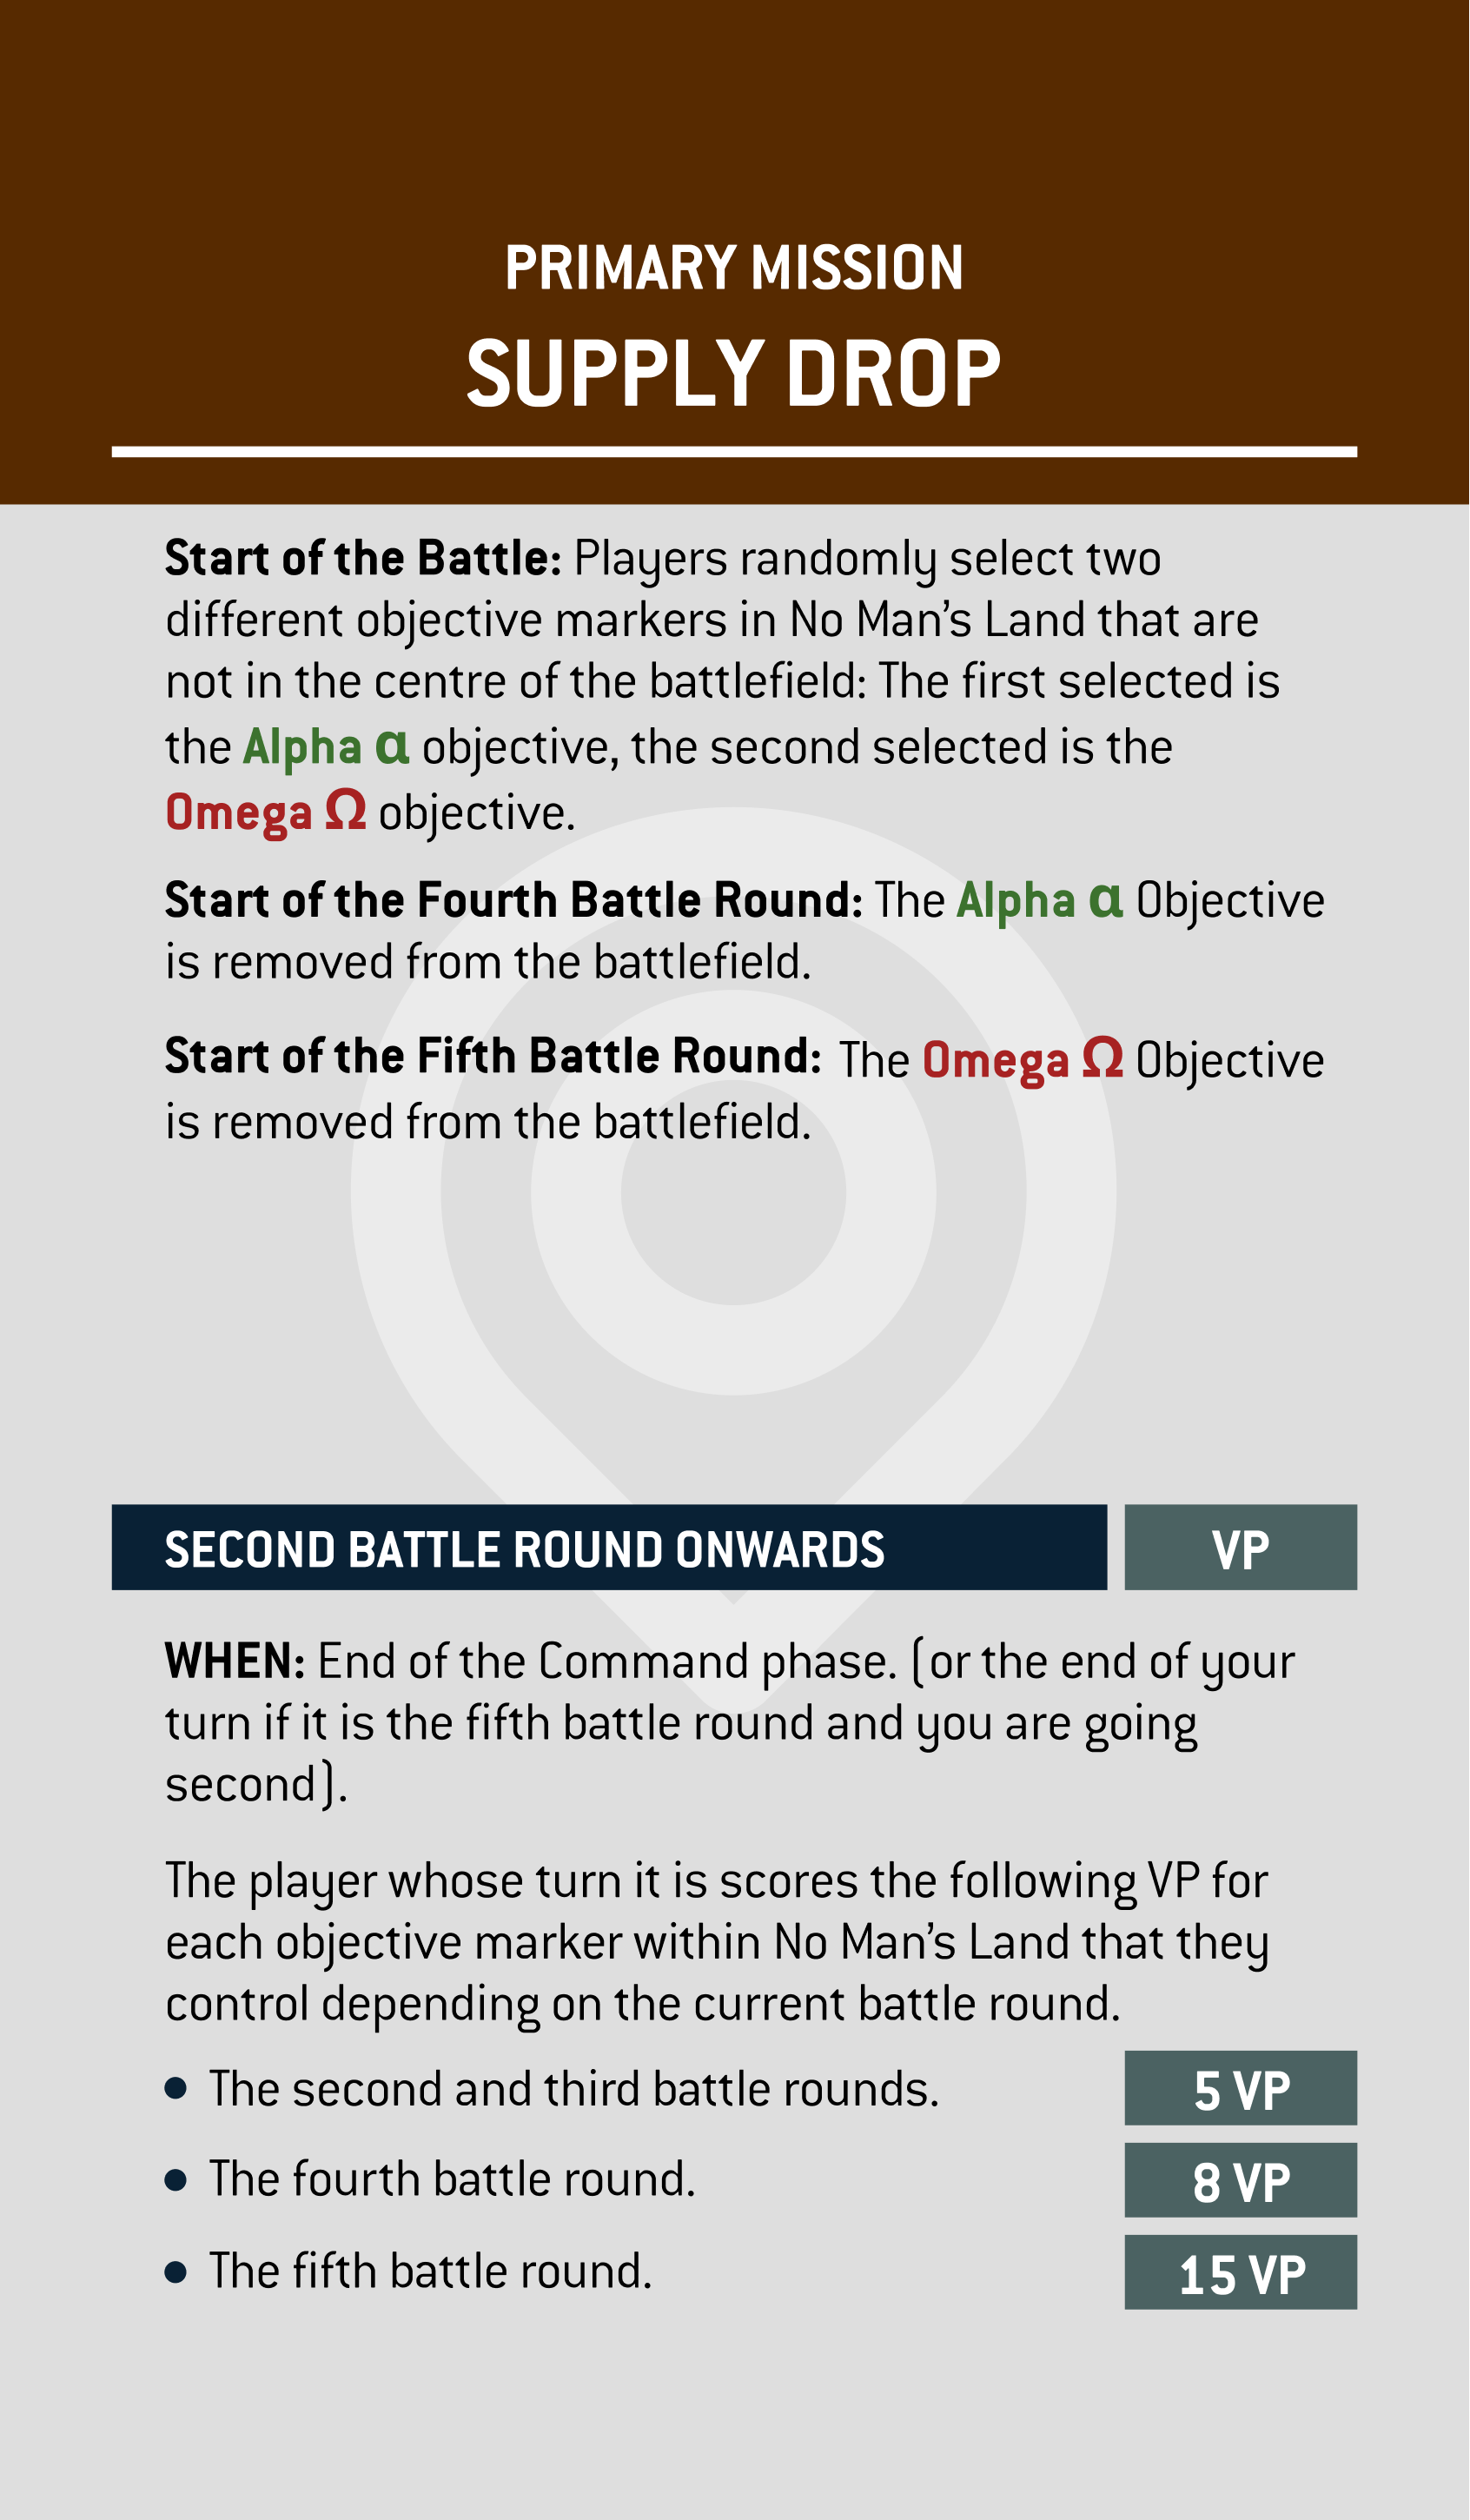 PRIMARY MISSION
SUPPLY DROP
Start of the Battle: Players randomly select two
different objective markers in No Man’s Land that are
not in the centre of the battlefield: The first selected is
the Alpha α objective, the second selected is the
Omega Ω objective.
Start of the Fourth Battle Round: The Alpha α Objective
is removed from the battlefield.
Start of the Fifth Battle Round: The Omega Ω Objective
is removed from the battlefield.
SECOND BATTLE ROUND ONWARDS VP
WHEN: End of the Command phase. (or the end of your
turn if it is the fifth battle round and you are going
second).
The player whose turn it is scores the following VP for
each objective marker within No Man’s Land that they
control depending on the current battle round.
• The second and third battle rounds. 5 VP
• The fourth battle round. 8 VP
• The fifth battle round. 15 VP